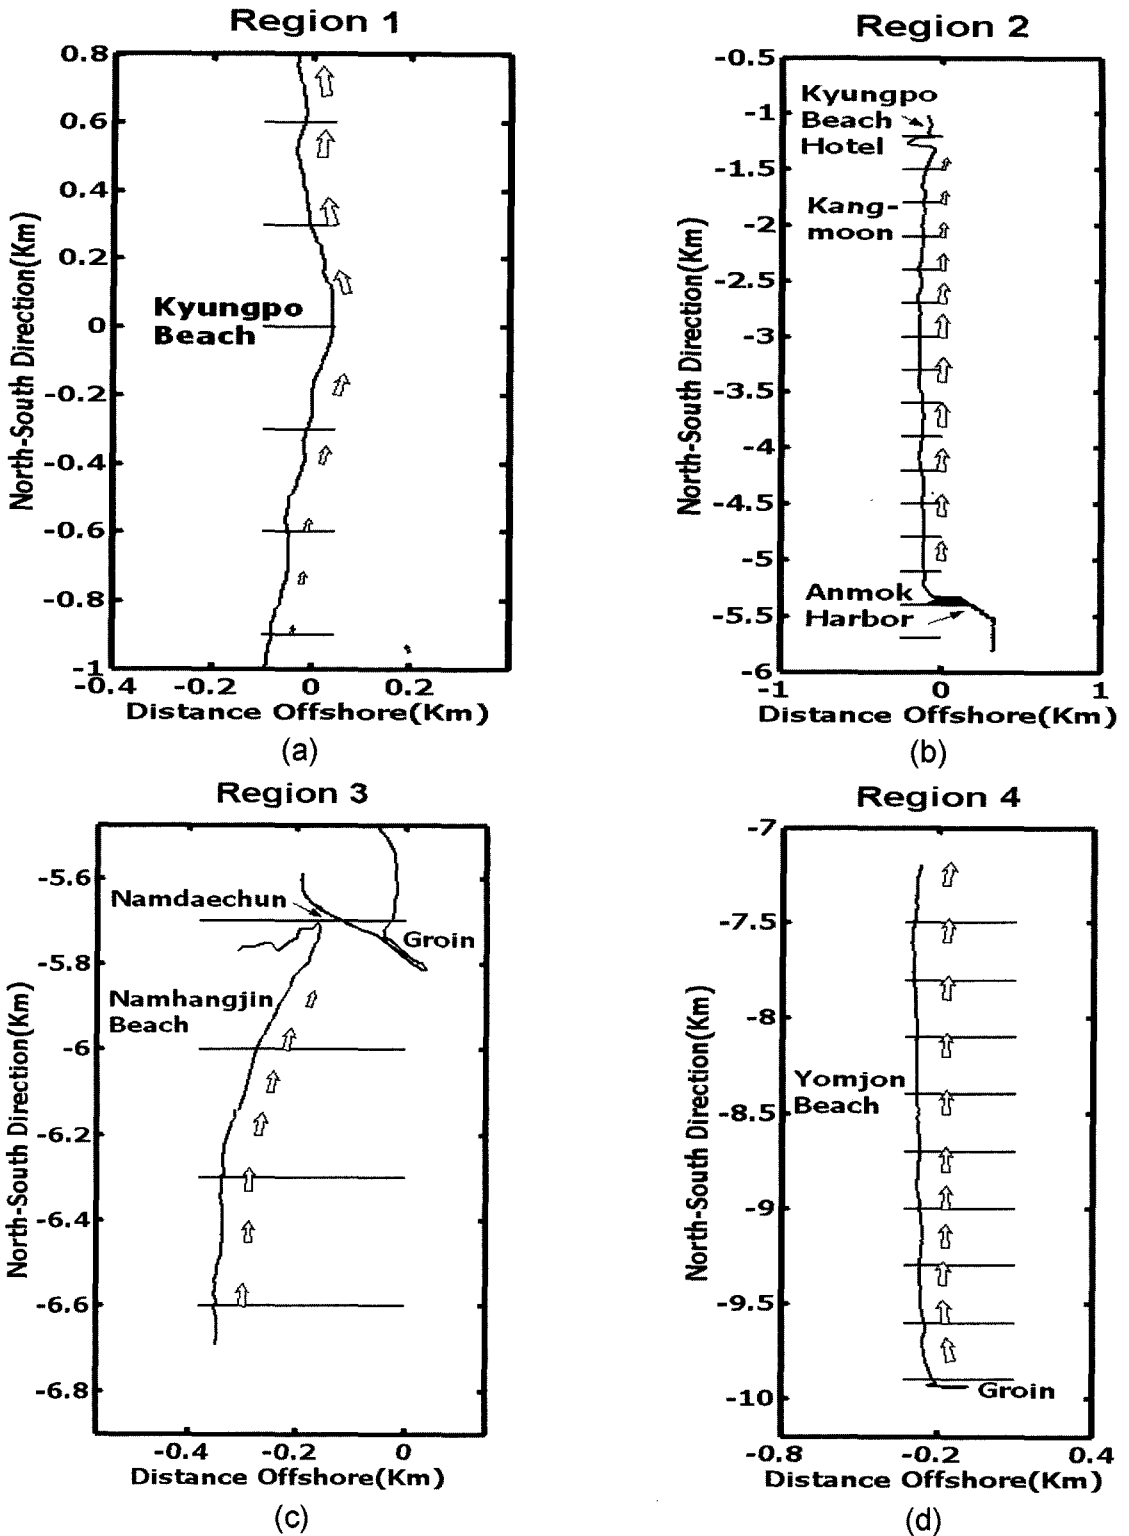 Region 1
0.8
0.6
0.4
0.2
0
-0.2
-0.4
-0.6
-0.8
-1
North-South Direction(Km)
Kyungpo
Beach
-0.4
-0.2
0
0.2
Distance Offshore(Km)
(a)
Region 2
-0.5
-1
-1.5
-2
-2.5
-3
-3.5
-4
-4.5
-5
-5.5
-6
North-South Direction(Km)
Kyungpo
Beach
Hotel
Kang-
moon
Anmok
Harbor
-1
0
1
Distance Offshore(Km)
(b)
Region 3
-5.6
-5.8
-6
-6.2
-6.4
-6.6
-6.8
North-South Direction(Km)
Namdaechun
Groin
Namhangjin
Beach
-0.4
-0.2
0
Distance Offshore(Km)
(c)
Region 4
-7
-7.5
-8
-8.5
-9
-9.5
-10
North-South Direction(Km)
Yomjon
Beach
Groin
-0.8
-0.2
0.4
Distance Offshore(Km)
(d)